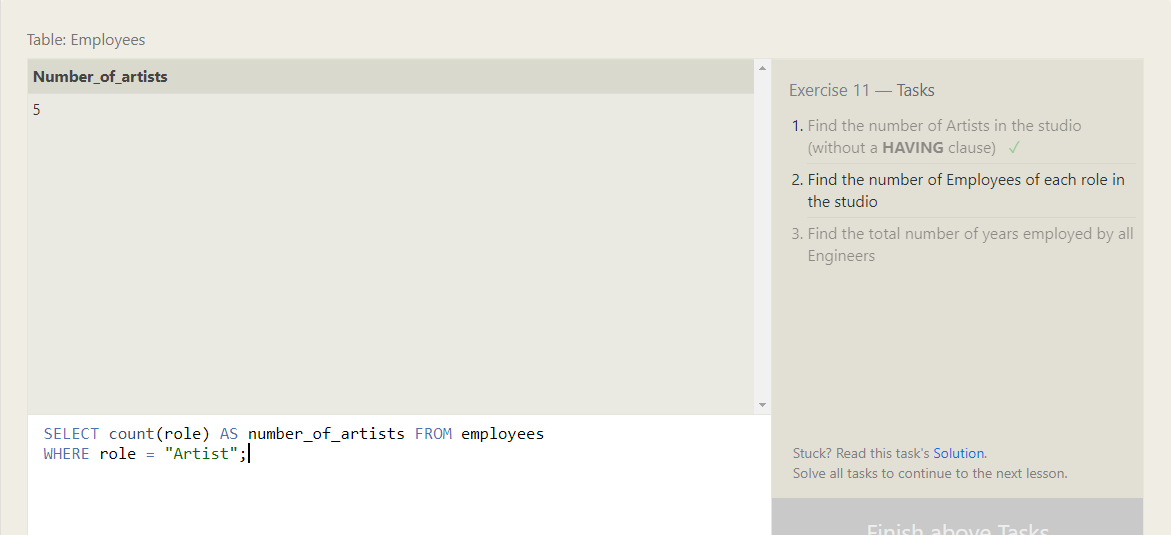 Table: Employees
Number_of_artists
5
SELECT count(role) AS number_of_artists FROM employees
WHERE role = "Artist";
Exercise 11 — Tasks
1. Find the number of Artists in the studio
(without a HAVING clause) ✓
2. Find the number of Employees of each role in
the studio
3. Find the total number of years employed by all
Engineers
Stuck? Read this task's Solution.
Solve all tasks to continue to the next lesson.
Finish above Tasks